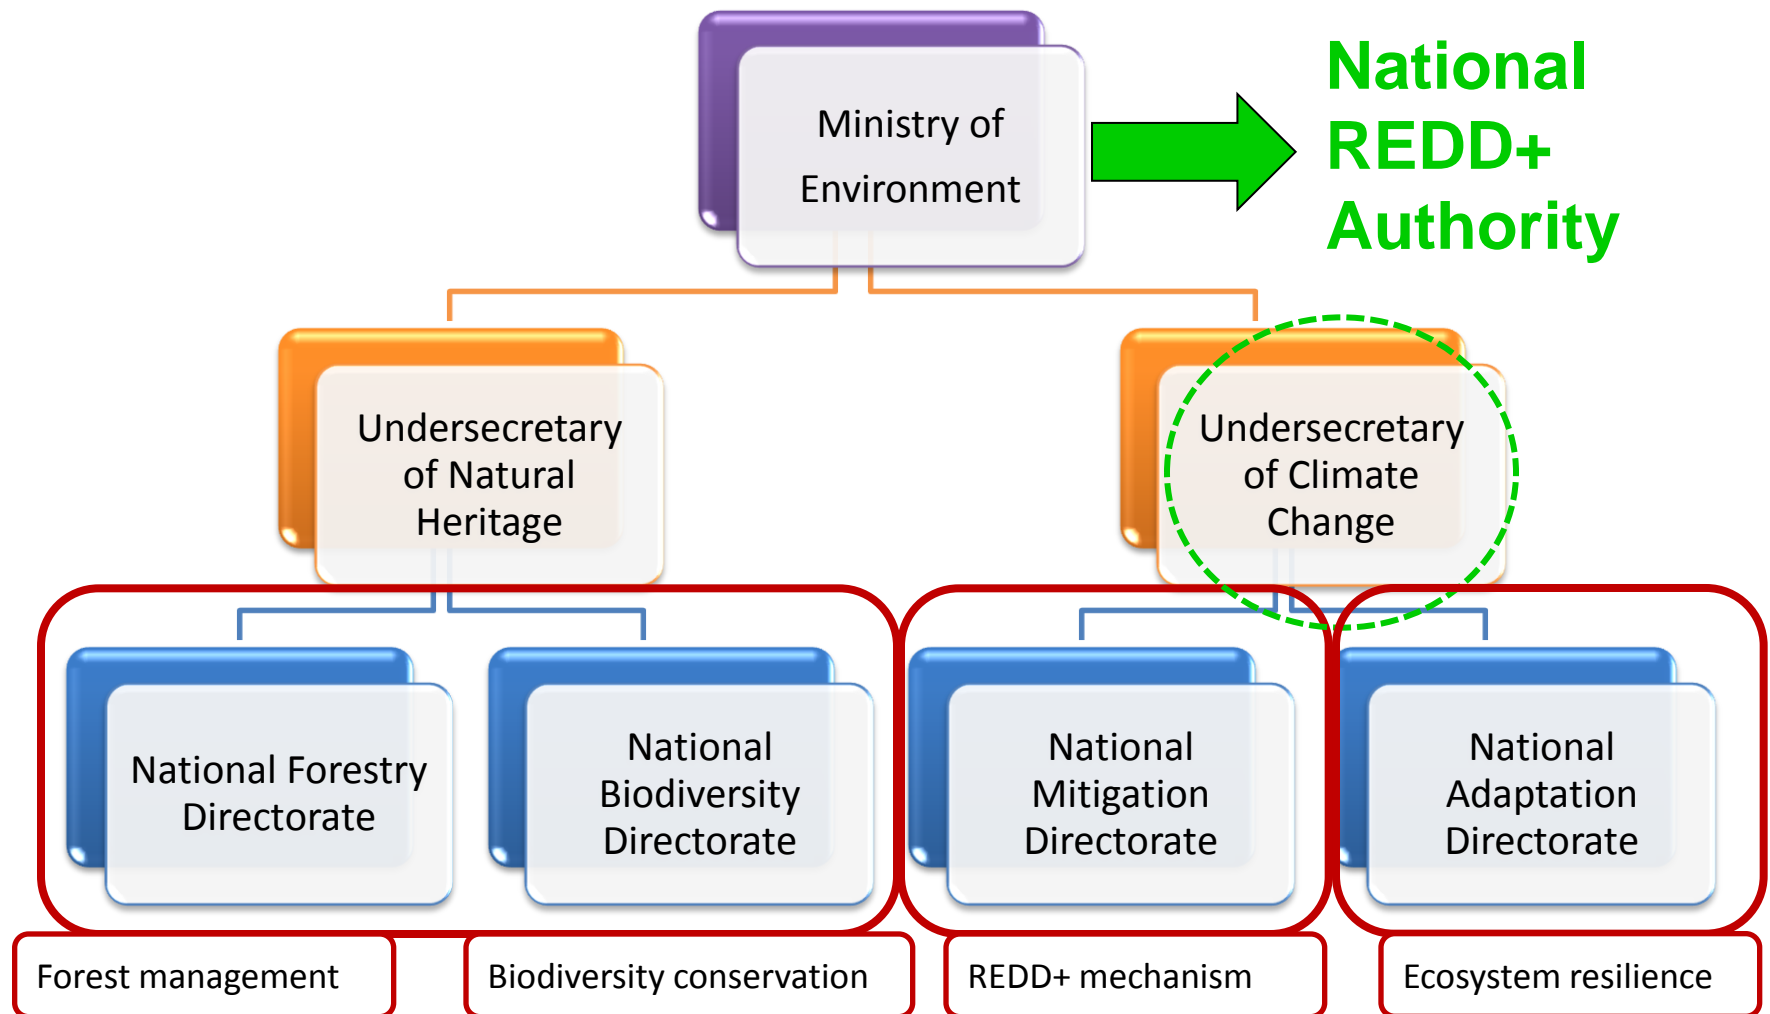 Ministry of
Environment
National
REDD+
Authority
Undersecretary
of Natural
Heritage
Undersecretary
of Climate
Change
National Forestry
Directorate
National
Biodiversity
Directorate
National
Mitigation
Directorate
National
Adaptation
Directorate
Forest management
Biodiversity conservation
REDD+ mechanism
Ecosystem resilience